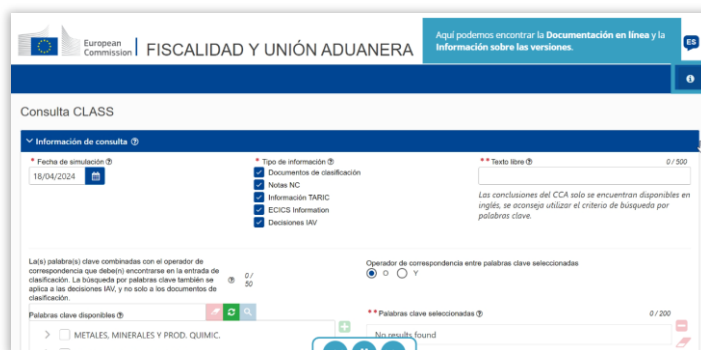 European
Commission
FISCALIDAD Y UNIÓN ADUANERA
Aquí podemos encontrar la Documentación en línea y la
Información sobre las versiones.
ES
Consulta CLASS
Información de consulta
* Fecha de simulación
18/04/2024
* Tipo de información
Documentos de clasificación
Notas NC
Información TARIC
ECICS Information
Decisiones IAV
** Texto libre
0 / 500
Las conclusiones del CCA solo se encuentran disponibles en
inglés, se aconseja utilizar el criterio de búsqueda por
palabras clave.
La(s) palabra(s) clave combinadas con el operador de
correspondencia que debe(n) encontrarse en la entrada de
clasificación. La búsqueda por palabras clave también se
aplica a las decisiones IAV, y no solo a los documentos de
clasificación.
0 /
50
Operador de correspondencia entre palabras clave seleccionadas
O Y
Palabras clave disponibles
METALES, MINERALES Y PROD. QUIMIC.
** Palabras clave seleccionadas
0 / 200
No results found